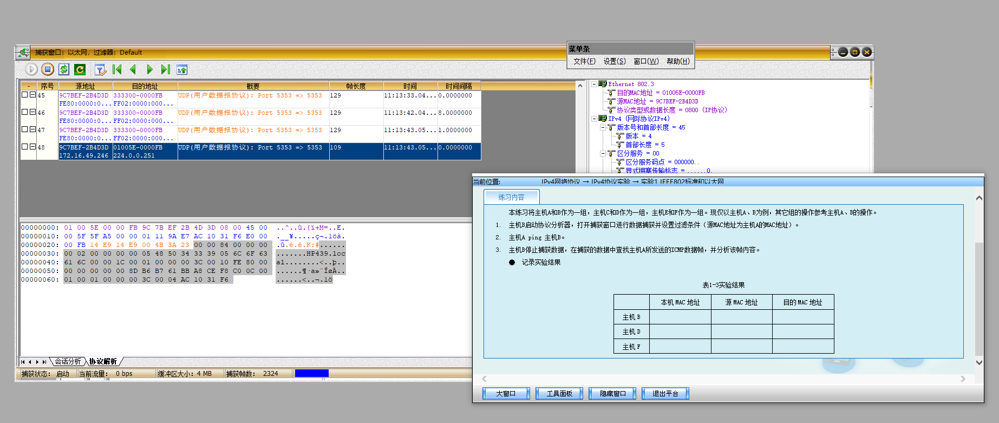 捕获窗口: 以太网, 过滤器: Default
菜单条
文件(F) 设置(S) 窗口(W) 帮助(H)
- 序号 源地址 目的地址 概要 帧长度 时间 时间间隔
45 9C7BEF-2B4D3D 333300-0000FB UDP(用户数据报协议): Port 5353 => 5353 129 11:13:33.04... 0.0000000
FE80:0000:0... FF02:0000:000...
46 9C7BEF-2B4D3D 333300-0000FB UDP(用户数据报协议): Port 5353 => 5353 129 11:13:42.04... 8.0000000
FE80:0000:0... FF02:0000:000...
47 9C7BEF-2B4D3D 333300-0000FB UDP(用户数据报协议): Port 5353 => 5353 129 11:13:43.05... 1.0000000
FE80:0000:0... FF02:0000:000...
48 9C7BEF-2B4D3D 01005E-0000FB UDP(用户数据报协议): Port 5353 => 5353 109 11:13:43.05... 0.0000000
172.16.49.246 224.0.0.251
Ethernet 802.3
目的MAC地址 = 01005E-0000FB
源MAC地址 = 9C7BEF-2B4D3D
协议类型或数据长度 = 0800 (IP协议)
IPv4 (网际协议IPv4)
版本号和首部长度 = 45
版本 = 4
首部长度 = 5
区分服务 = 00
区分服务码点 = 000000..
显式拥塞传输标志 = ......0.
00000000: 01 00 5E 00 00 FB 9C 7B EF 2B 4D 3D 08 00 45 00 ..^..û.{ï+M=..E.
00000010: 00 5F 5F A5 00 00 01 11 9A E7 AC 10 31 F6 E0 00 .__¥.....ç¬.1öà.
00000020: 00 FB 14 E9 14 E9 00 4B 3A 23 00 00 84 00 00 00 .û.é.é.K:#......
00000030: 00 02 00 00 00 00 05 48 50 34 33 39 05 6C 6F 63 .......HP439.loc
00000040: 61 6C 00 00 1C 00 01 00 00 00 3C 00 10 FE 80 00 al........<..þ..
00000050: 00 00 00 00 00 8D B6 B7 61 BB A8 CE F8 C0 0C 00 ......¶·a»¨ÎøÀ..
00000060: 01 00 01 00 00 00 3C 00 04 AC 10 31 F6 ......<..¬.1ö
会话分析 协议解析
捕获状态: 启动 当前流量: 0 bps 缓冲区大小: 4 MB 捕获帧数: 2324
当前位置: IPv4网络协议 → IPv4协议实验 → 实验1 IEEE802标准和以太网
练习内容
本练习将主机A和B作为一组，主机C和D作为一组，主机E和F作为一组。现仅以主机A、B为例，其它组的操作参考主机A、B的操作。
1. 主机B启动协议分析器，打开捕获窗口进行数据捕获并设置过滤条件（源MAC地址为主机A的MAC地址）。
2. 主机A ping 主机B。
3. 主机B停止捕获数据，在捕获的数据中查找主机A所发送的ICMP数据帧，并分析该帧内容。
● 记录实验结果
表1-3实验结果
本机 MAC 地址 源 MAC 地址 目的 MAC 地址
主机 B
主机 D
主机 F
大窗口 工具面板 隐藏窗口 退出平台